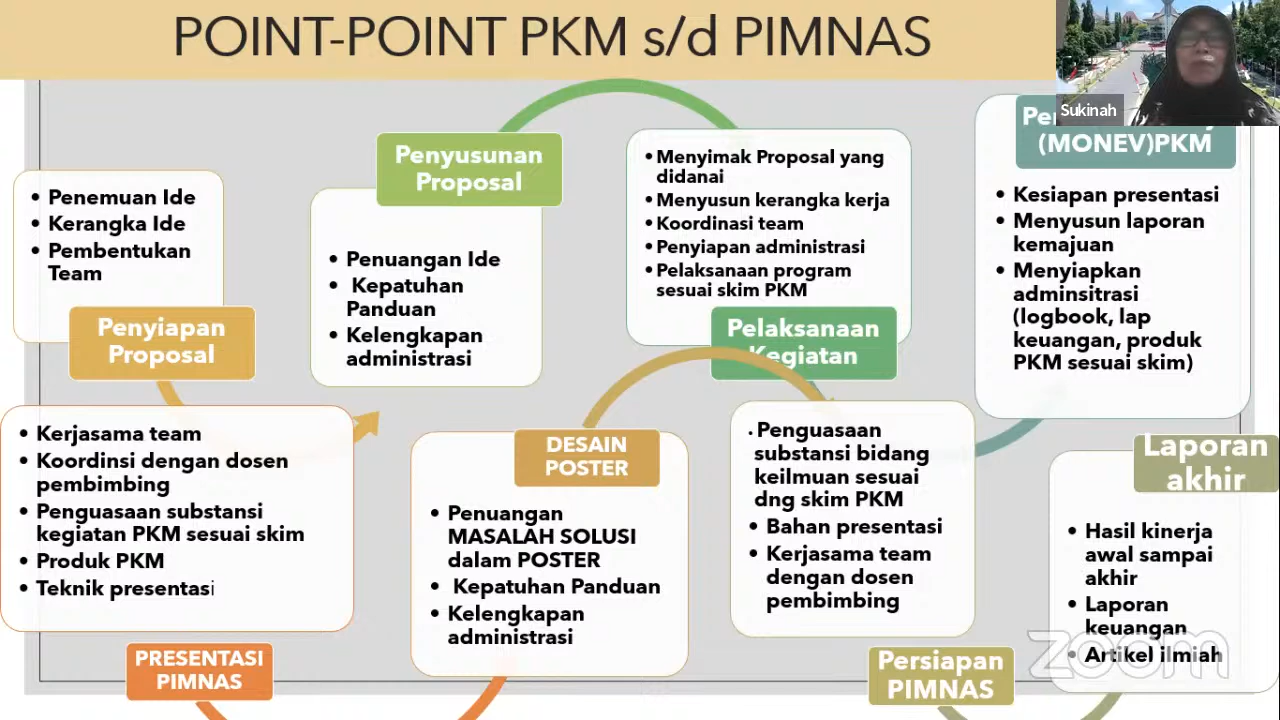 POINT-POINT PKM s/d PIMNAS
Sukinah
• Penemuan Ide
• Kerangka Ide
• Pembentukan
Team
Penyiapan
Proposal
Penyusunan
Proposal
• Penuangan Ide
• Kepatuhan
Panduan
• Kelengkapan
administrasi
• Menyimak Proposal yang
didanai
• Menyusun kerangka kerja
• Koordinasi team
• Penyiapan administrasi
• Pelaksanaan program
sesuai skim PKM
Pelaksanaan
Kegiatan
(MONEV)PKM
• Kesiapan presentasi
• Menyusun laporan
kemajuan
• Menyiapkan
adminsitrasi
(logbook, lap
keuangan, produk
PKM sesuai skim)
• Kerjasama team
• Koordinsi dengan dosen
pembimbing
• Penguasaan substansi
kegiatan PKM sesuai skim
• Produk PKM
• Teknik presentasi
PRESENTASI
PIMNAS
DESAIN
POSTER
• Penuangan
MASALAH SOLUSI
dalam POSTER
• Kepatuhan Panduan
• Kelengkapan
administrasi
. Penguasaan
substansi bidang
keilmuan sesuai
dng skim PKM
• Bahan presentasi
• Kerjasama team
dengan dosen
pembimbing
Persiapan
PIMNAS
Laporan
akhir
• Hasil kinerja
awal sampai
akhir
• Laporan
keuangan
• Artikel ilmiah
zoom